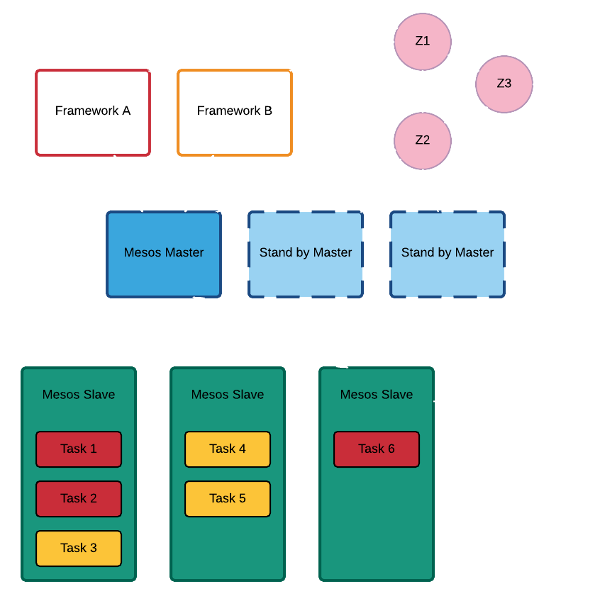 Z1
Z3
Framework A
Framework B
Z2
Mesos Master
Stand by Master
Stand by Master
Mesos Slave
Mesos Slave
Mesos Slave
Task 1
Task 4
Task 6
Task 2
Task 5
Task 3